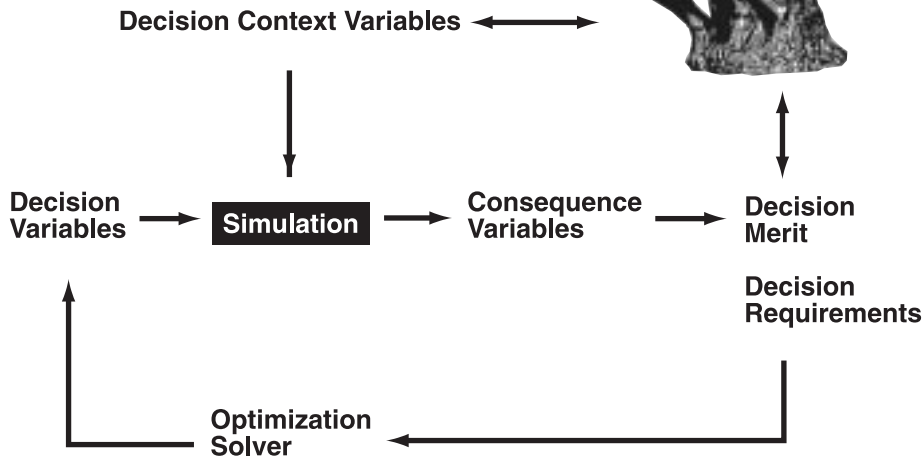 Decision Context Variables
Decision
Variables
Simulation
Consequence
Variables
Decision
Merit
Decision
Requirements
Optimization
Solver